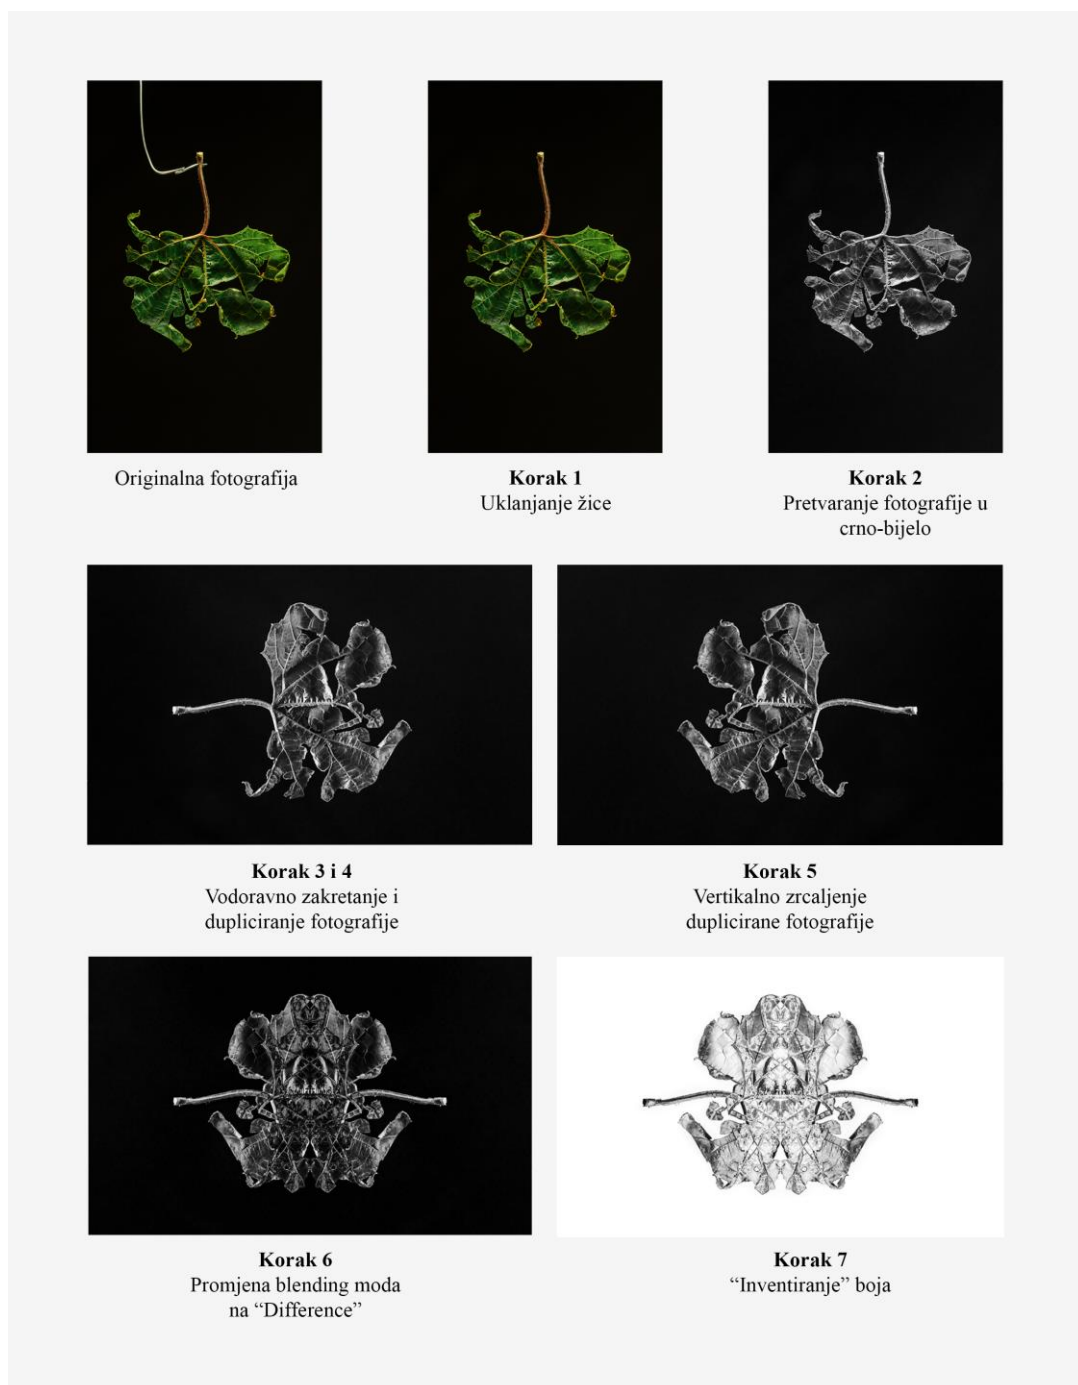 Originalna fotografija
Korak 1
Uklanjanje žice
Korak 2
Pretvaranje fotografije u
crno-bijelo
Korak 3 i 4
Vodoravno zakretanje i
dupliciranje fotografije
Korak 5
Vertikalno zrcaljenje
duplicirane fotografije
Korak 6
Promjena blending moda
na “Difference”
Korak 7
“Inventiranje” boja